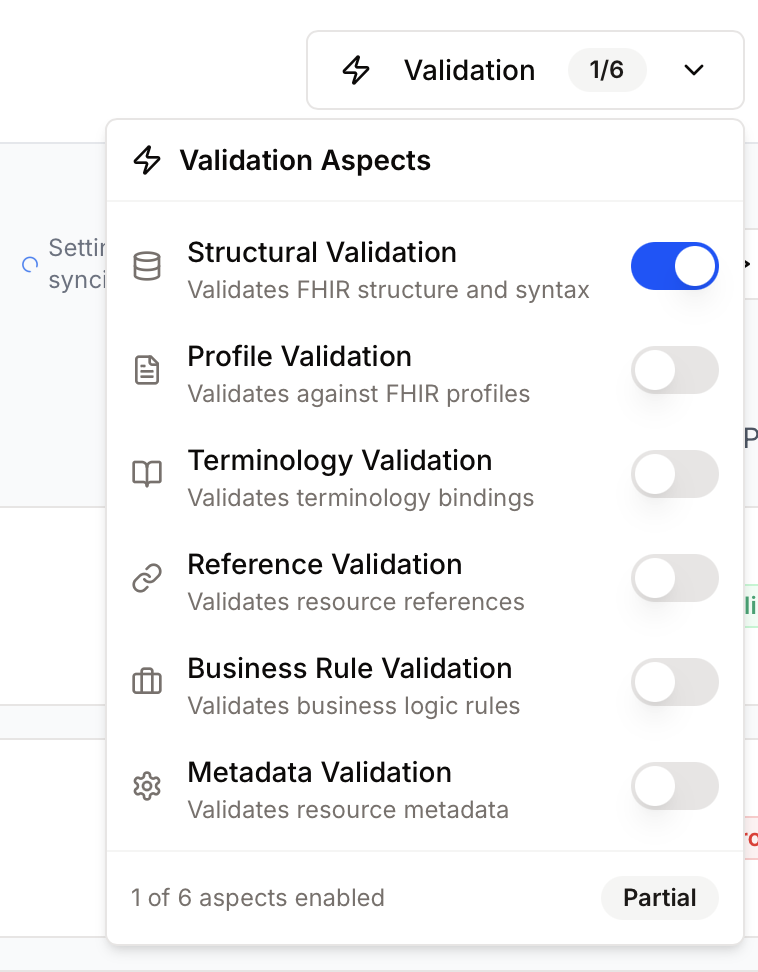 Validation 1/6
Validation Aspects
Structural Validation
Validates FHIR structure and syntax
Profile Validation
Validates against FHIR profiles
Terminology Validation
Validates terminology bindings
Reference Validation
Validates resource references
Business Rule Validation
Validates business logic rules
Metadata Validation
Validates resource metadata
1 of 6 aspects enabled
Partial